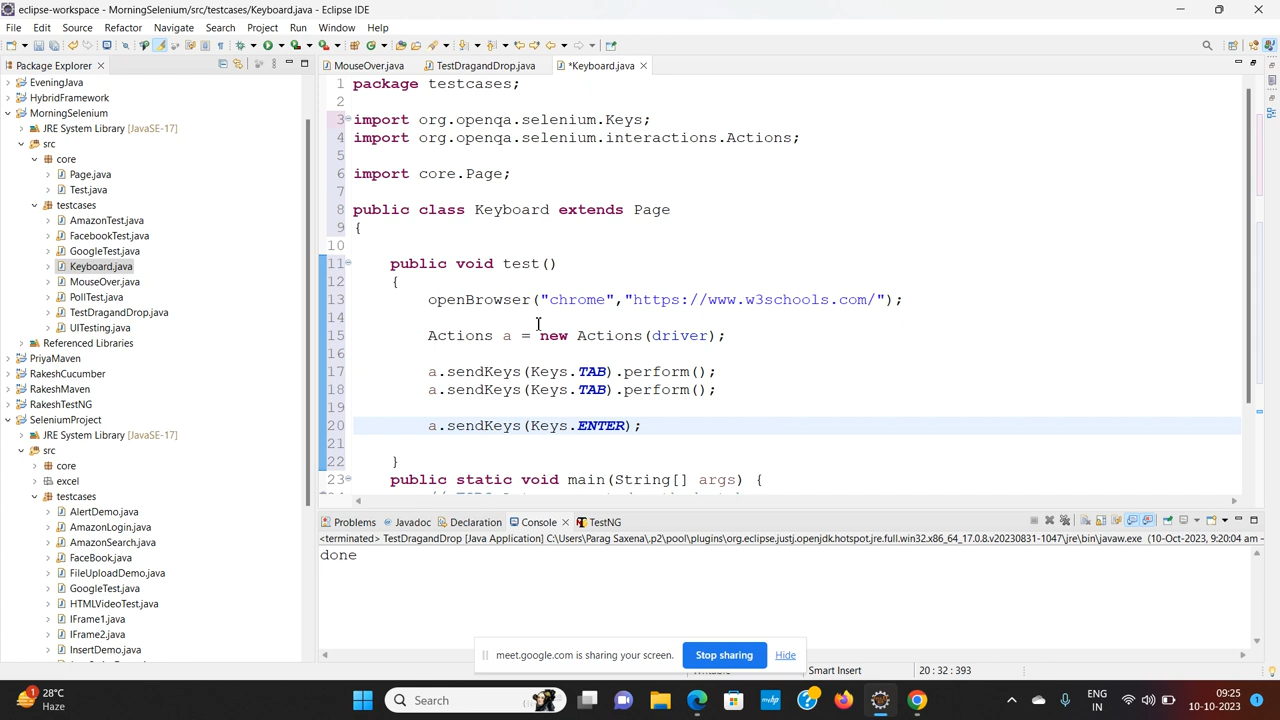 eclipse-workspace - MorningSelenium/src/testcases/Keyboard.java - Eclipse IDE
File Edit Source Refactor Navigate Search Project Run Window Help
Package Explorer
EveningJava
HybridFramework
MorningSelenium
JRE System Library [JavaSE-17]
src
core
Page.java
Test.java
testcases
AmazonTest.java
FacebookTest.java
GoogleTest.java
Keyboard.java
MouseOver.java
PollTest.java
TestDragandDrop.java
UITesting.java
Referenced Libraries
PriyaMaven
RakeshCucumber
RakeshMaven
RakeshTestNG
SeleniumProject
JRE System Library [JavaSE-17]
src
core
excel
testcases
AlertDemo.java
AmazonLogin.java
AmazonSearch.java
FaceBook.java
FileUploadDemo.java
GoogleTest.java
HTMLVideoTest.java
IFrame1.java
IFrame2.java
InsertDemo.java
MouseOver.java TestDragandDrop.java *Keyboard.java
1 package testcases;
2
3 import org.openqa.selenium.Keys;
4 import org.openqa.selenium.interactions.Actions;
5
6 import core.Page;
7
8 public class Keyboard extends Page
9 {
10
11 public void test()
12 {
13 openBrowser("chrome","https://www.w3schools.com/");
14
15 Actions a = new Actions(driver);
16
17 a.sendKeys(Keys.TAB).perform();
18 a.sendKeys(Keys.TAB).perform();
19
20 a.sendKeys(Keys.ENTER);
21
22 }
23 public static void main(String[] args) {
Problems Javadoc Declaration Console TestNG
<terminated> TestDragandDrop [Java Application] C:\Users\Parag Saxena\.p2\pool\plugins\org.eclipse.justj.openjdk.hotspot.jre.full.win32.x86_64_17.0.8.v20230831-1047\jre\bin\javaw.exe (10-Oct-2023, 9:20:04 am –
done
meet.google.com is sharing your screen. Stop sharing Hide
Smart Insert 20 : 32 : 393
28°C
Haze
Search
ENG
IN
09:25
10-10-2023